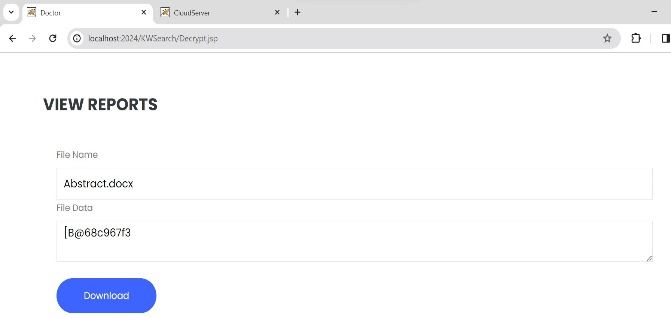 Doctor
CloudServer
localhost:2024/KWSearch/Decrypt.jsp
VIEW REPORTS
File Name
Abstract.docx
File Data
[B@68c967f3
Download